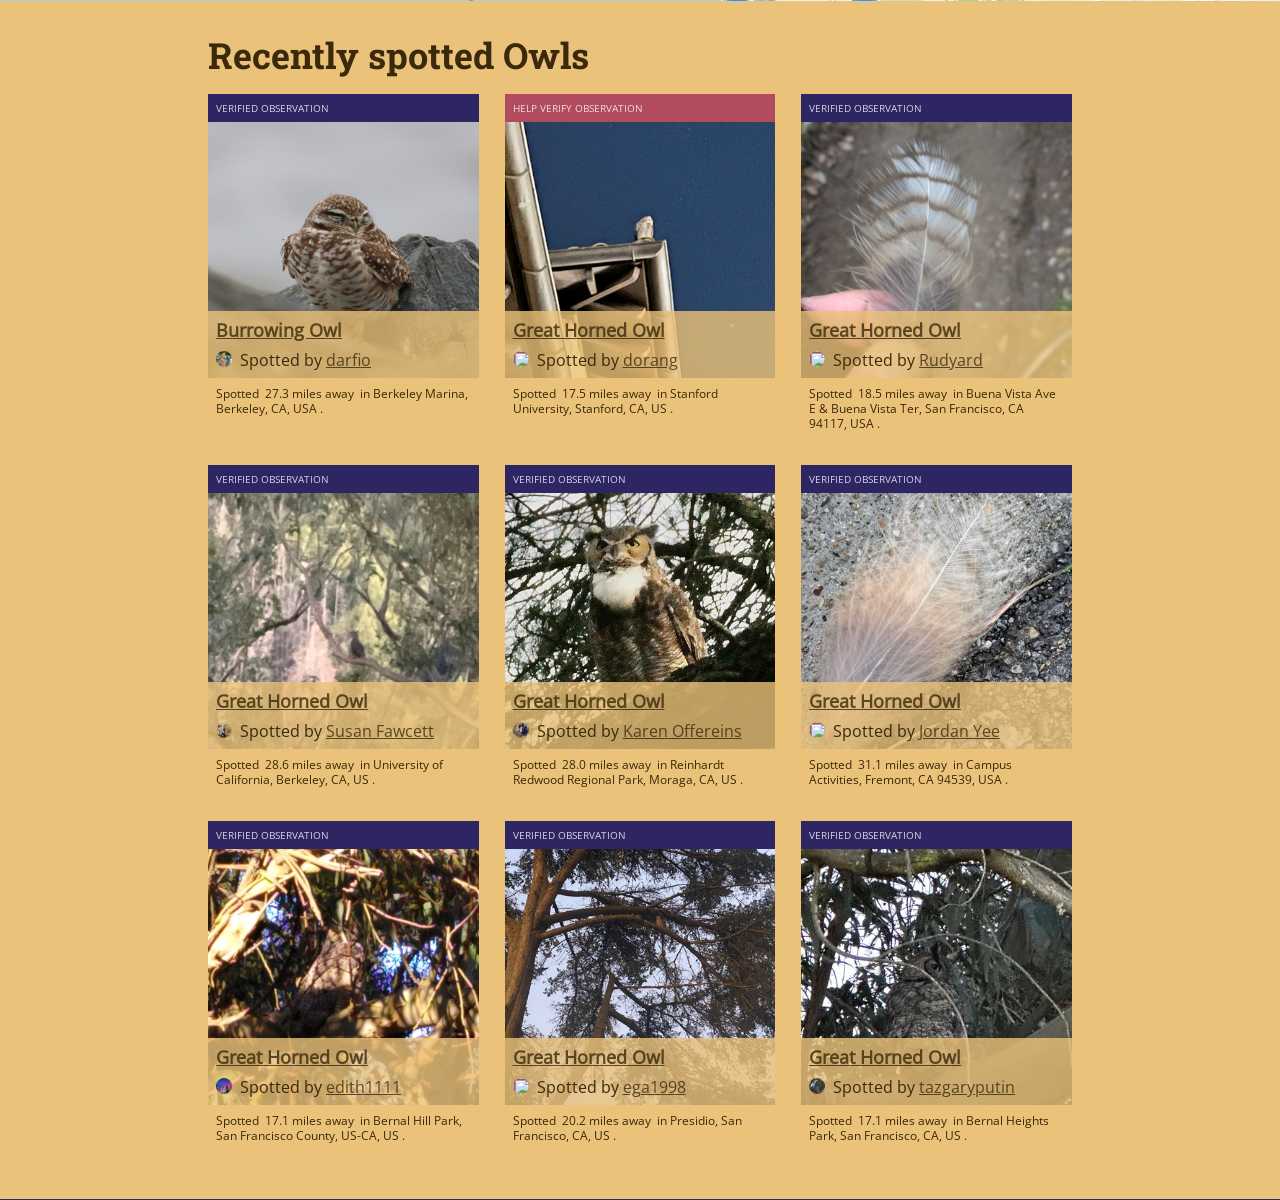 Recently spotted Owls
VERIFIED OBSERVATION
Burrowing Owl
Spotted by darfio
Spotted 27.3 miles away in Berkeley Marina,
Berkeley, CA, USA .
HELP VERIFY OBSERVATION
Great Horned Owl
Spotted by dorang
Spotted 17.5 miles away in Stanford
University, Stanford, CA, US .
VERIFIED OBSERVATION
Great Horned Owl
Spotted by Rudyard
Spotted 18.5 miles away in Buena Vista Ave
E & Buena Vista Ter, San Francisco, CA
94117, USA .
VERIFIED OBSERVATION
Great Horned Owl
Spotted by Susan Fawcett
Spotted 28.6 miles away in University of
California, Berkeley, CA, US .
VERIFIED OBSERVATION
Great Horned Owl
Spotted by Karen Offereins
Spotted 28.0 miles away in Reinhardt
Redwood Regional Park, Moraga, CA, US .
VERIFIED OBSERVATION
Great Horned Owl
Spotted by Jordan Yee
Spotted 31.1 miles away in Campus
Activities, Fremont, CA 94539, USA .
VERIFIED OBSERVATION
Great Horned Owl
Spotted by edith1111
Spotted 17.1 miles away in Bernal Hill Park,
San Francisco County, US-CA, US .
VERIFIED OBSERVATION
Great Horned Owl
Spotted by ega1998
Spotted 20.2 miles away in Presidio, San
Francisco, CA, US .
VERIFIED OBSERVATION
Great Horned Owl
Spotted by tazgaryputin
Spotted 17.1 miles away in Bernal Heights
Park, San Francisco, CA, US .